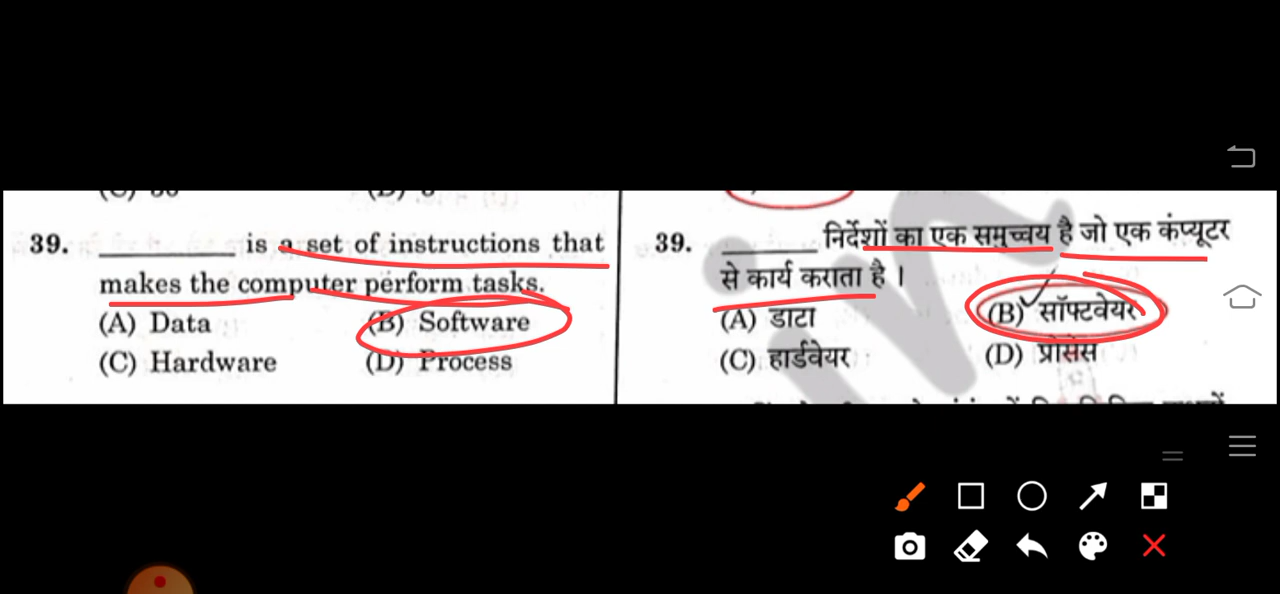 39. ________ is a set of instructions that
makes the computer perform tasks.
(A) Data (B) Software
(C) Hardware (D) Process
39. ________ निर्देशों का एक समुच्चय है जो एक कंप्यूटर
से कार्य कराता है ।
(A) डाटा (B) सॉफ्टवेयर
(C) हार्डवेयर (D) प्रोसेस